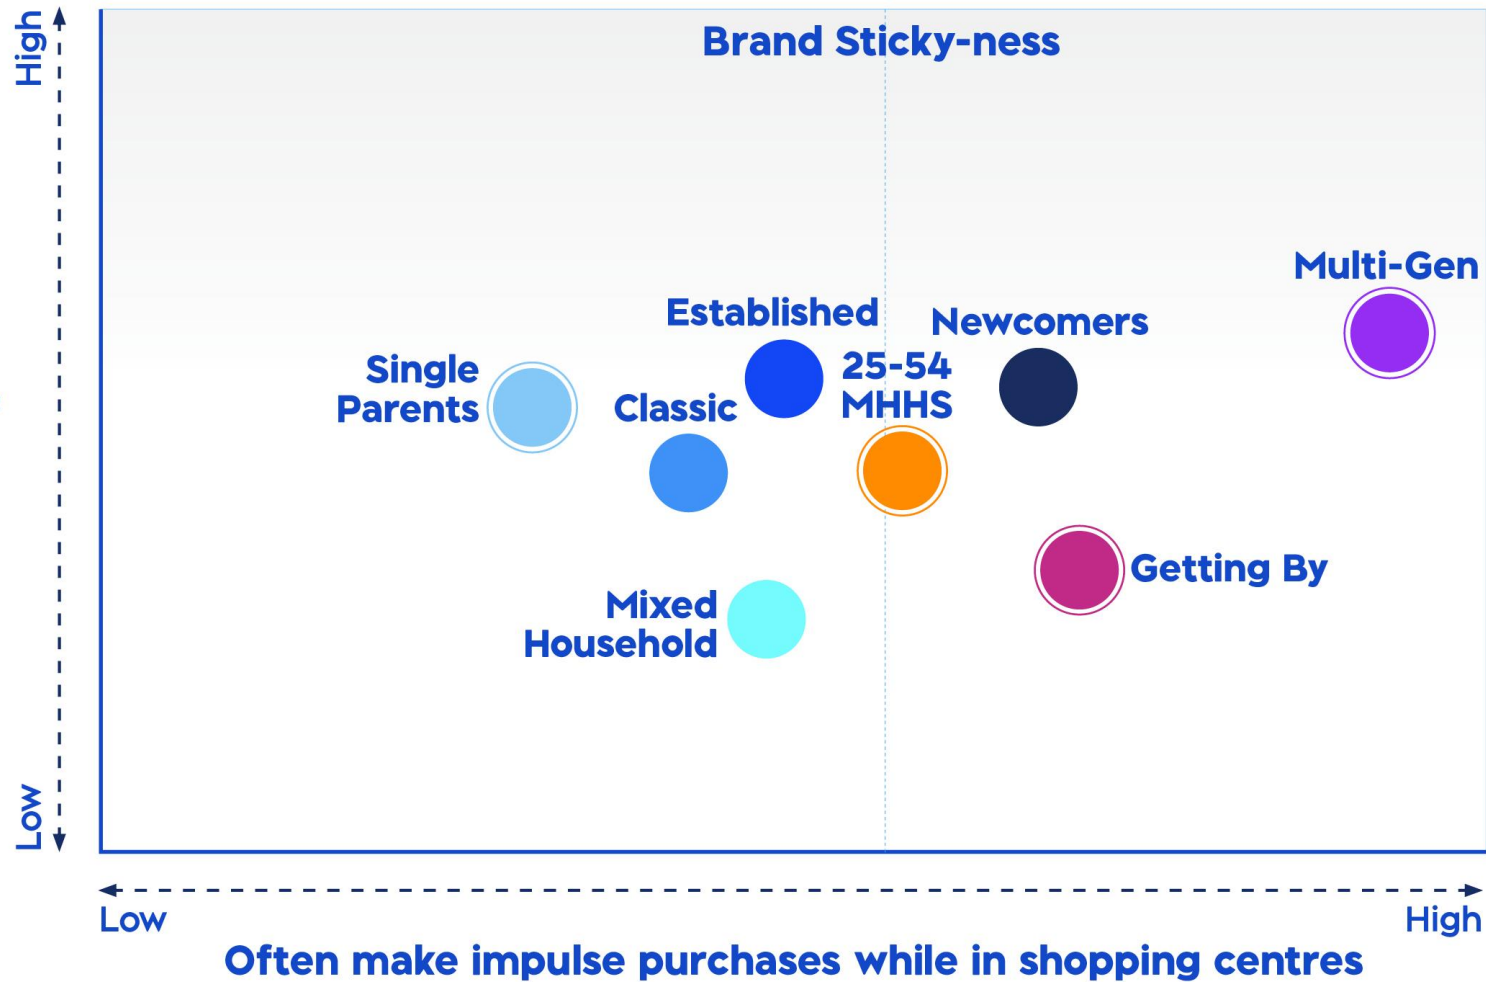 High
Brand Sticky-ness
Multi-Gen
Established
Newcomers
25-54
MHHS
Single
Parents
Classic
Getting By
Mixed
Household
Low
Low
High
Often make impulse purchases while in shopping centres